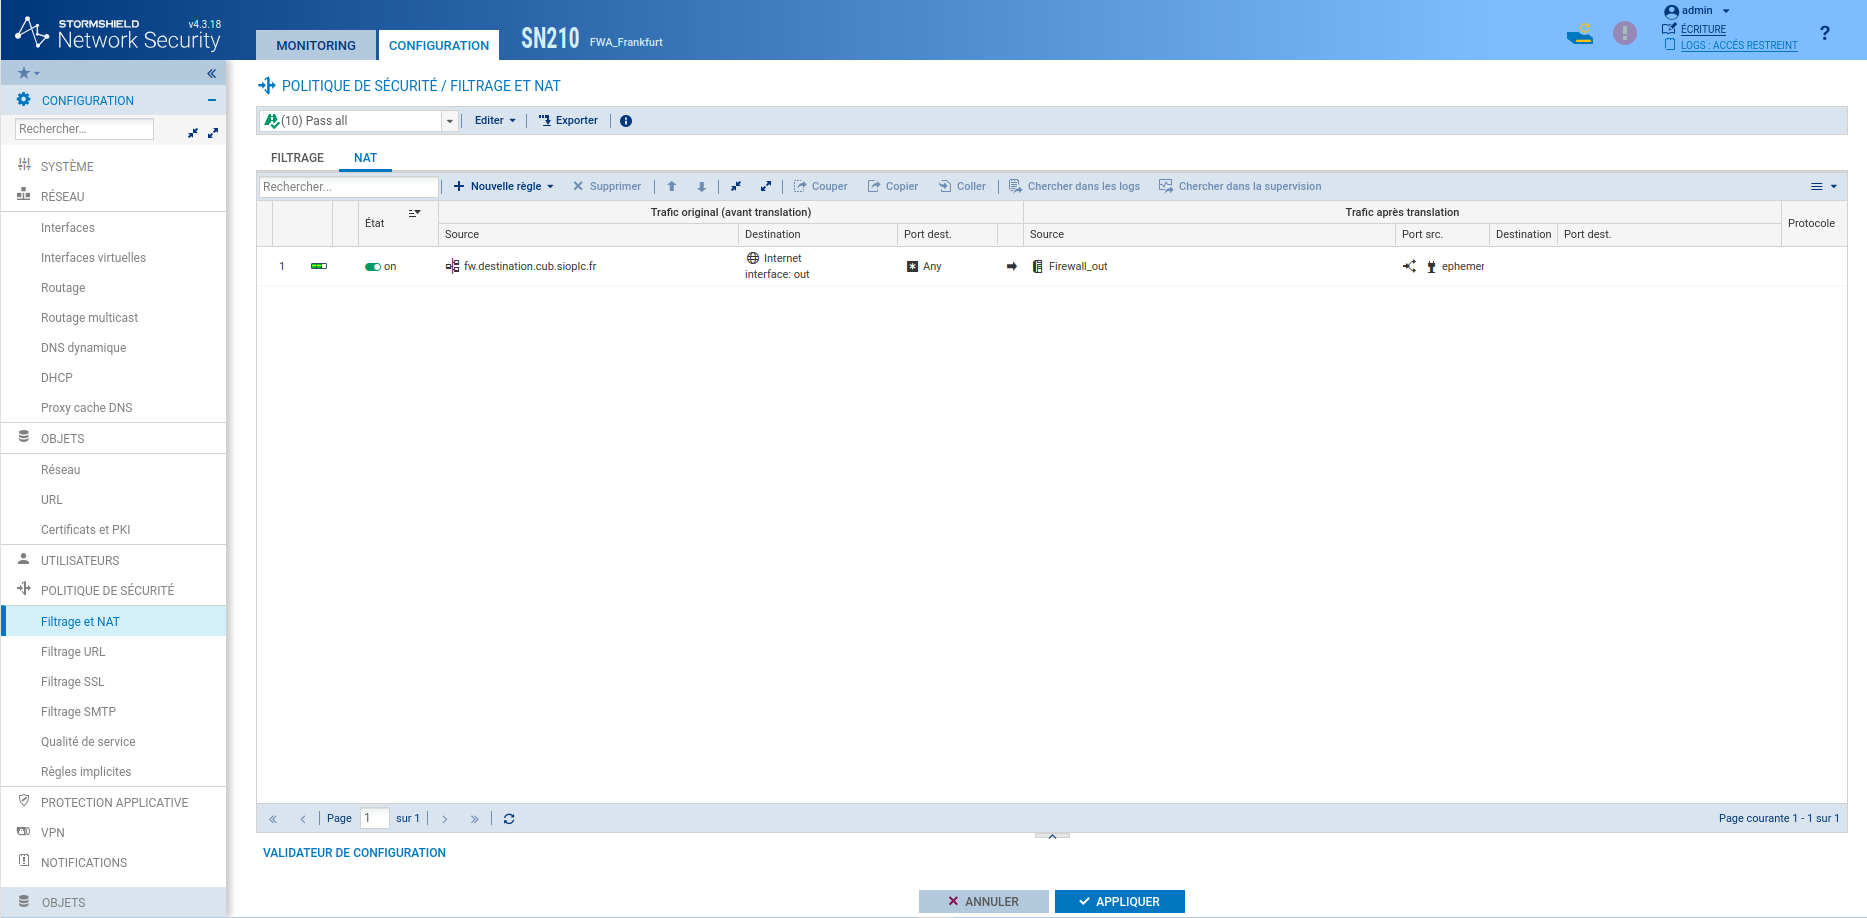 STORMSHIELD
v4.3.18
Network Security
MONITORING
CONFIGURATION
SN210 FWA_Frankfurt
admin
ÉCRITURE
LOGS : ACCÈS RESTREINT
?
CONFIGURATION
Rechercher...
SYSTÈME
RÉSEAU
Interfaces
Interfaces virtuelles
Routage
Routage multicast
DNS dynamique
DHCP
Proxy cache DNS
OBJETS
Réseau
URL
Certificats et PKI
UTILISATEURS
POLITIQUE DE SÉCURITÉ
Filtrage et NAT
Filtrage URL
Filtrage SSL
Filtrage SMTP
Qualité de service
Règles implicites
PROTECTION APPLICATIVE
VPN
NOTIFICATIONS
OBJETS
POLITIQUE DE SÉCURITÉ / FILTRAGE ET NAT
(10) Pass all Editer Exporter
FILTRAGE NAT
Rechercher... Nouvelle règle Supprimer Couper Copier Coller Chercher dans les logs Chercher dans la supervision
État Trafic original (avant translation) Trafic après translation Protocole
Source Destination Port dest. Source Port src. Destination Port dest.
1 on fw.destination.cub.sioplc.fr Internet Any Firewall_out ephemer
interface: out
Page 1 sur 1 Page courante 1 - 1 sur 1
VALIDATEUR DE CONFIGURATION
ANNULER APPLIQUER